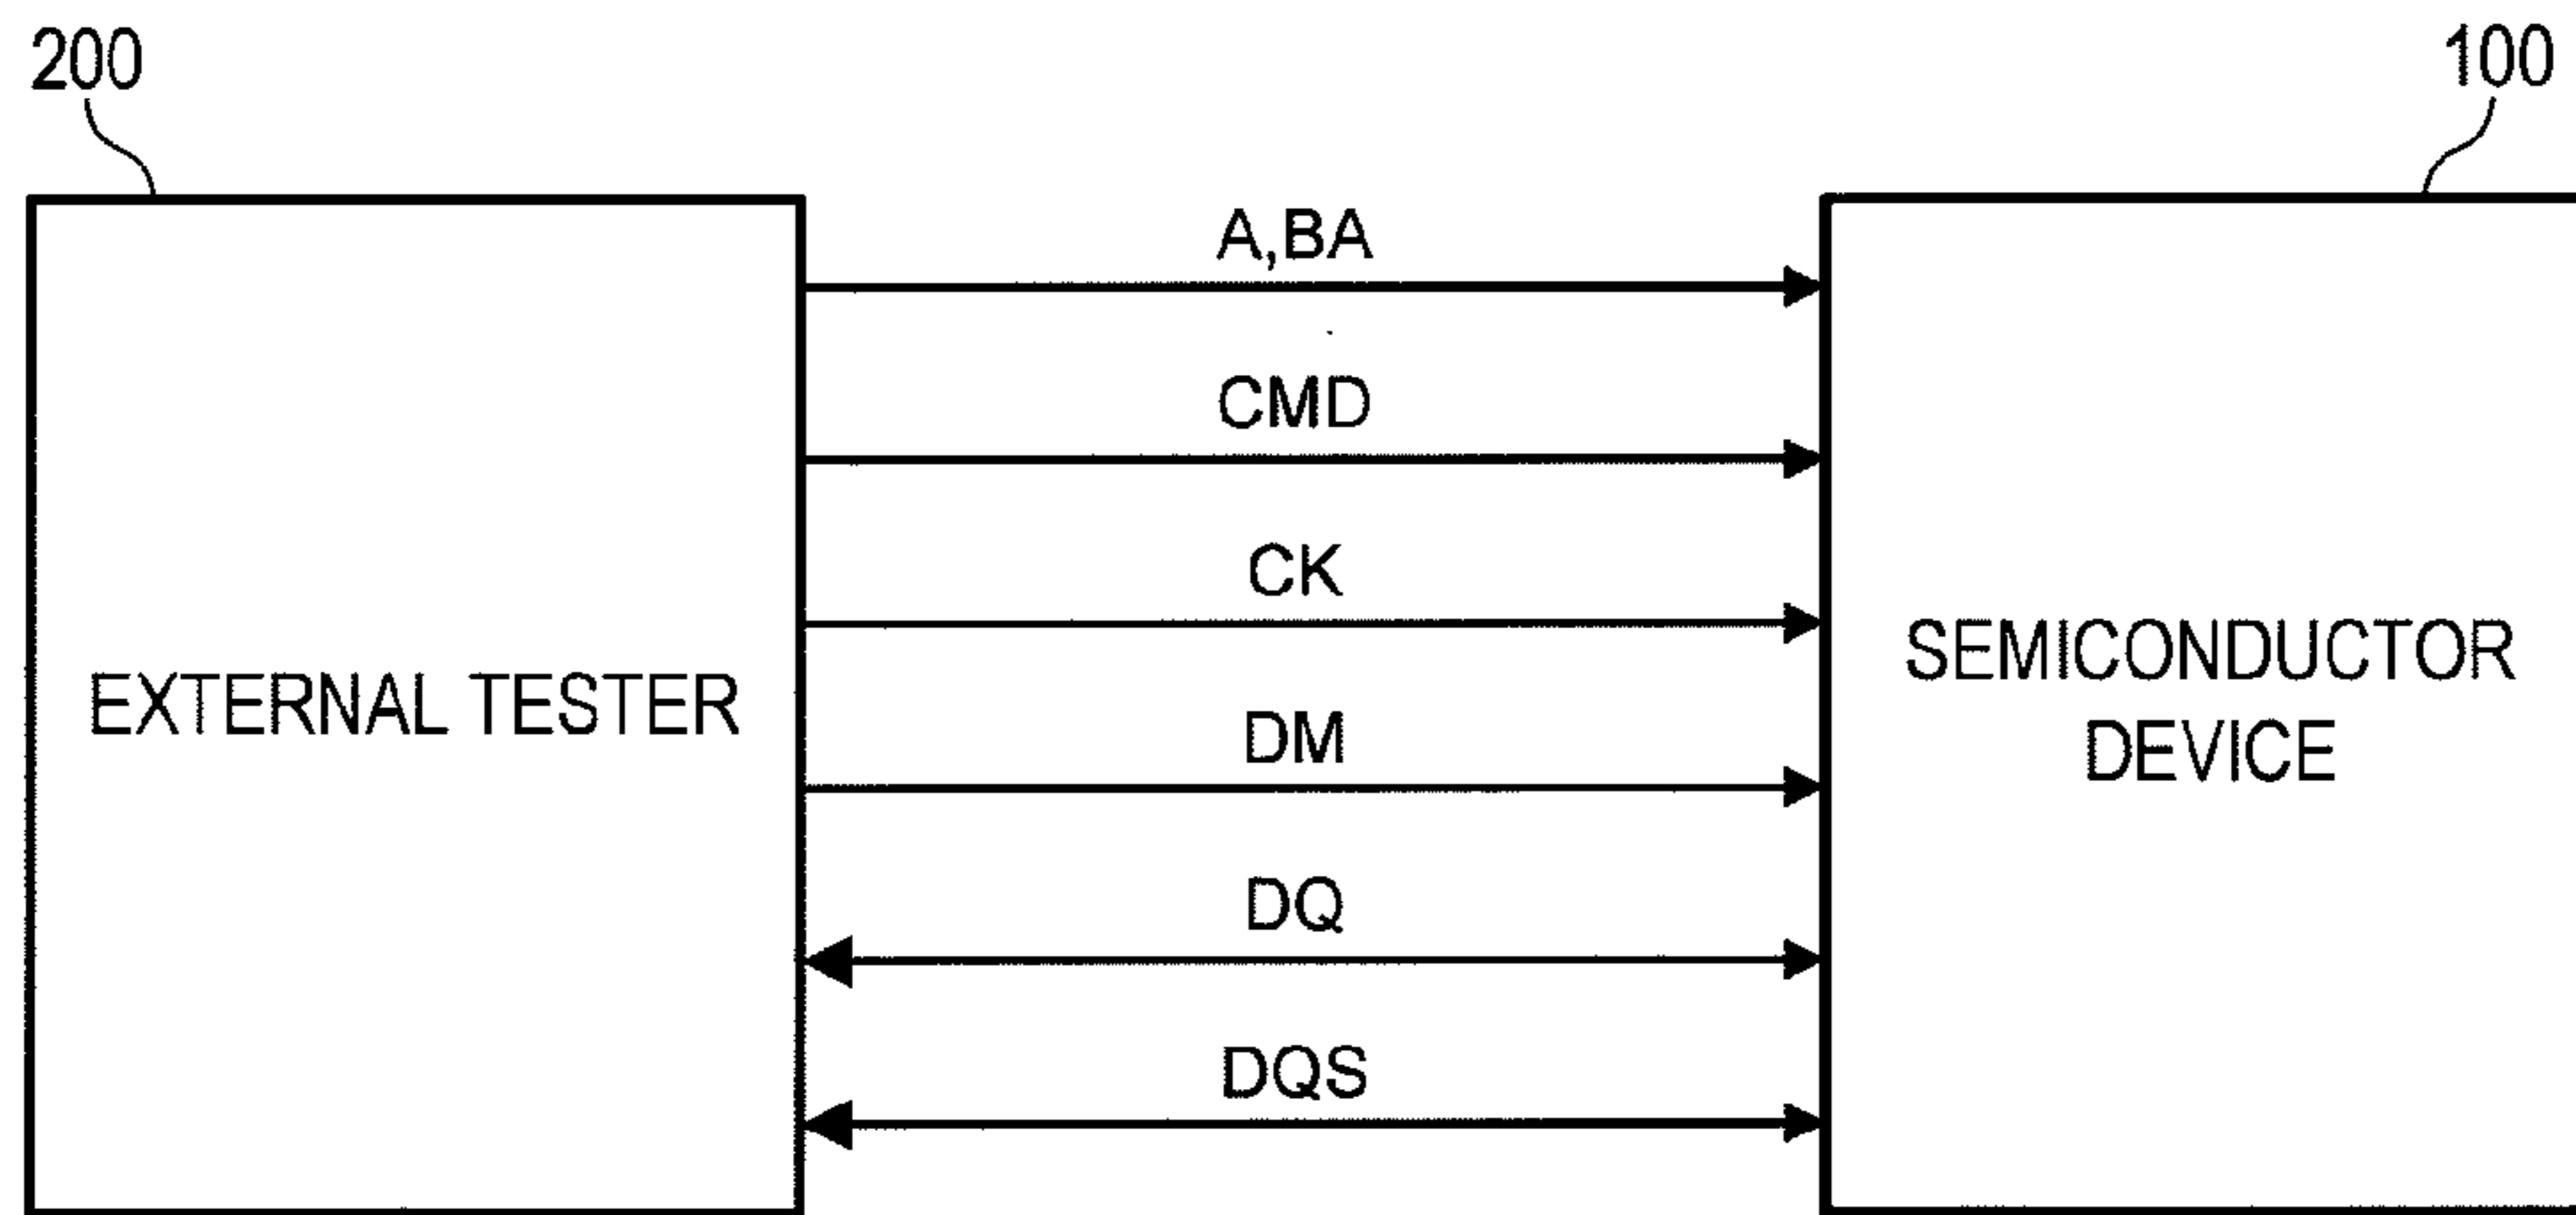 200
100
A,BA
CMD
CK
DM
DQ
DQS
EXTERNAL TESTER
SEMICONDUCTOR
DEVICE